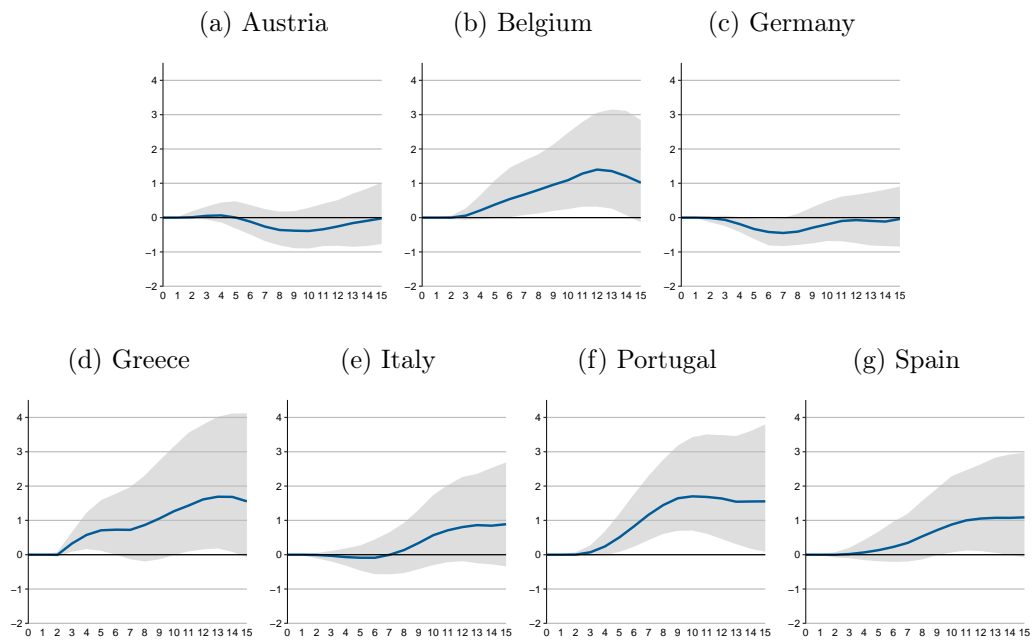 (a) Austria (b) Belgium (c) Germany
4 4 4
3 3 3
2 2 2
1 1 1
0 0 0
−1 −1 −1
−2 −2 −2
0 1 2 3 4 5 6 7 8 9 10 11 12 13 14 15 0 1 2 3 4 5 6 7 8 9 10 11 12 13 14 15 0 1 2 3 4 5 6 7 8 9 10 11 12 13 14 15
(d) Greece (e) Italy (f) Portugal (g) Spain
4 4 4 4
3 3 3 3
2 2 2 2
1 1 1 1
0 0 0 0
−1 −1 −1 −1
−2 −2 −2 −2
0 1 2 3 4 5 6 7 8 9 10 11 12 13 14 15 0 1 2 3 4 5 6 7 8 9 10 11 12 13 14 15 0 1 2 3 4 5 6 7 8 9 10 11 12 13 14 15 0 1 2 3 4 5 6 7 8 9 10 11 12 13 14 15